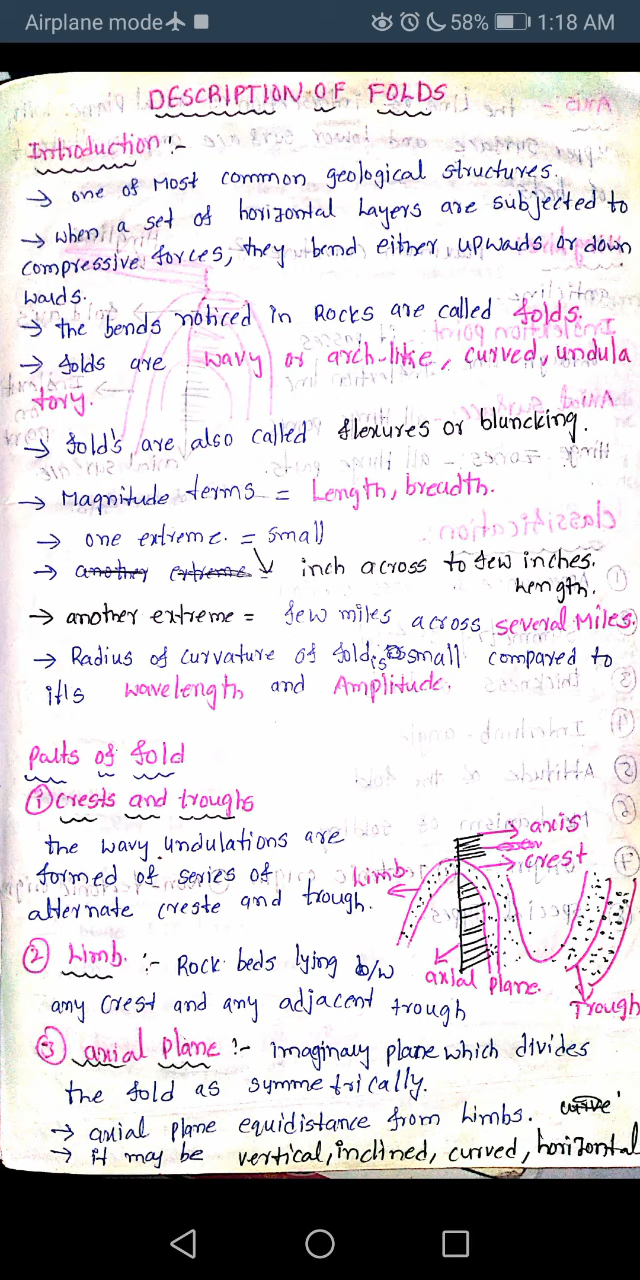 Airplane mode 58% 1:18 AM
DESCRIPTION OF FOLDS
Introduction :-
→ one of Most common geological structures.
→ when a set of horizontal Layers are subjected to
compressive forces, they bend either upwards or down
wards.
→ the bends noticed in Rocks are called folds.
→ folds are wavy or arch-like, curved, undula
tory.
→ fold's are also called flexures or bluncking.
→ Magnitude terms = Length, breadth.
→ one extreme. = small
→ another extreme ↓ inch across to few inches.
Length.
→ another extreme = few miles across several Miles.
→ Radius of curvature of fold is small compared to
it's wavelength and Amplitude.
parts of fold
① crests and troughs
the wavy undulations are
formed of series of
alternate creste and trough.
axis
crest
Limb
axial plane.
Trough
② Limb. :- Rock beds lying b/w
any crest and any adjacent trough
③ axial plane :- imaginary plane which divides
the fold as symmetrically.
→ axial plane equidistance from Limbs.
→ it may be vertical, inclined, curved, horizontal